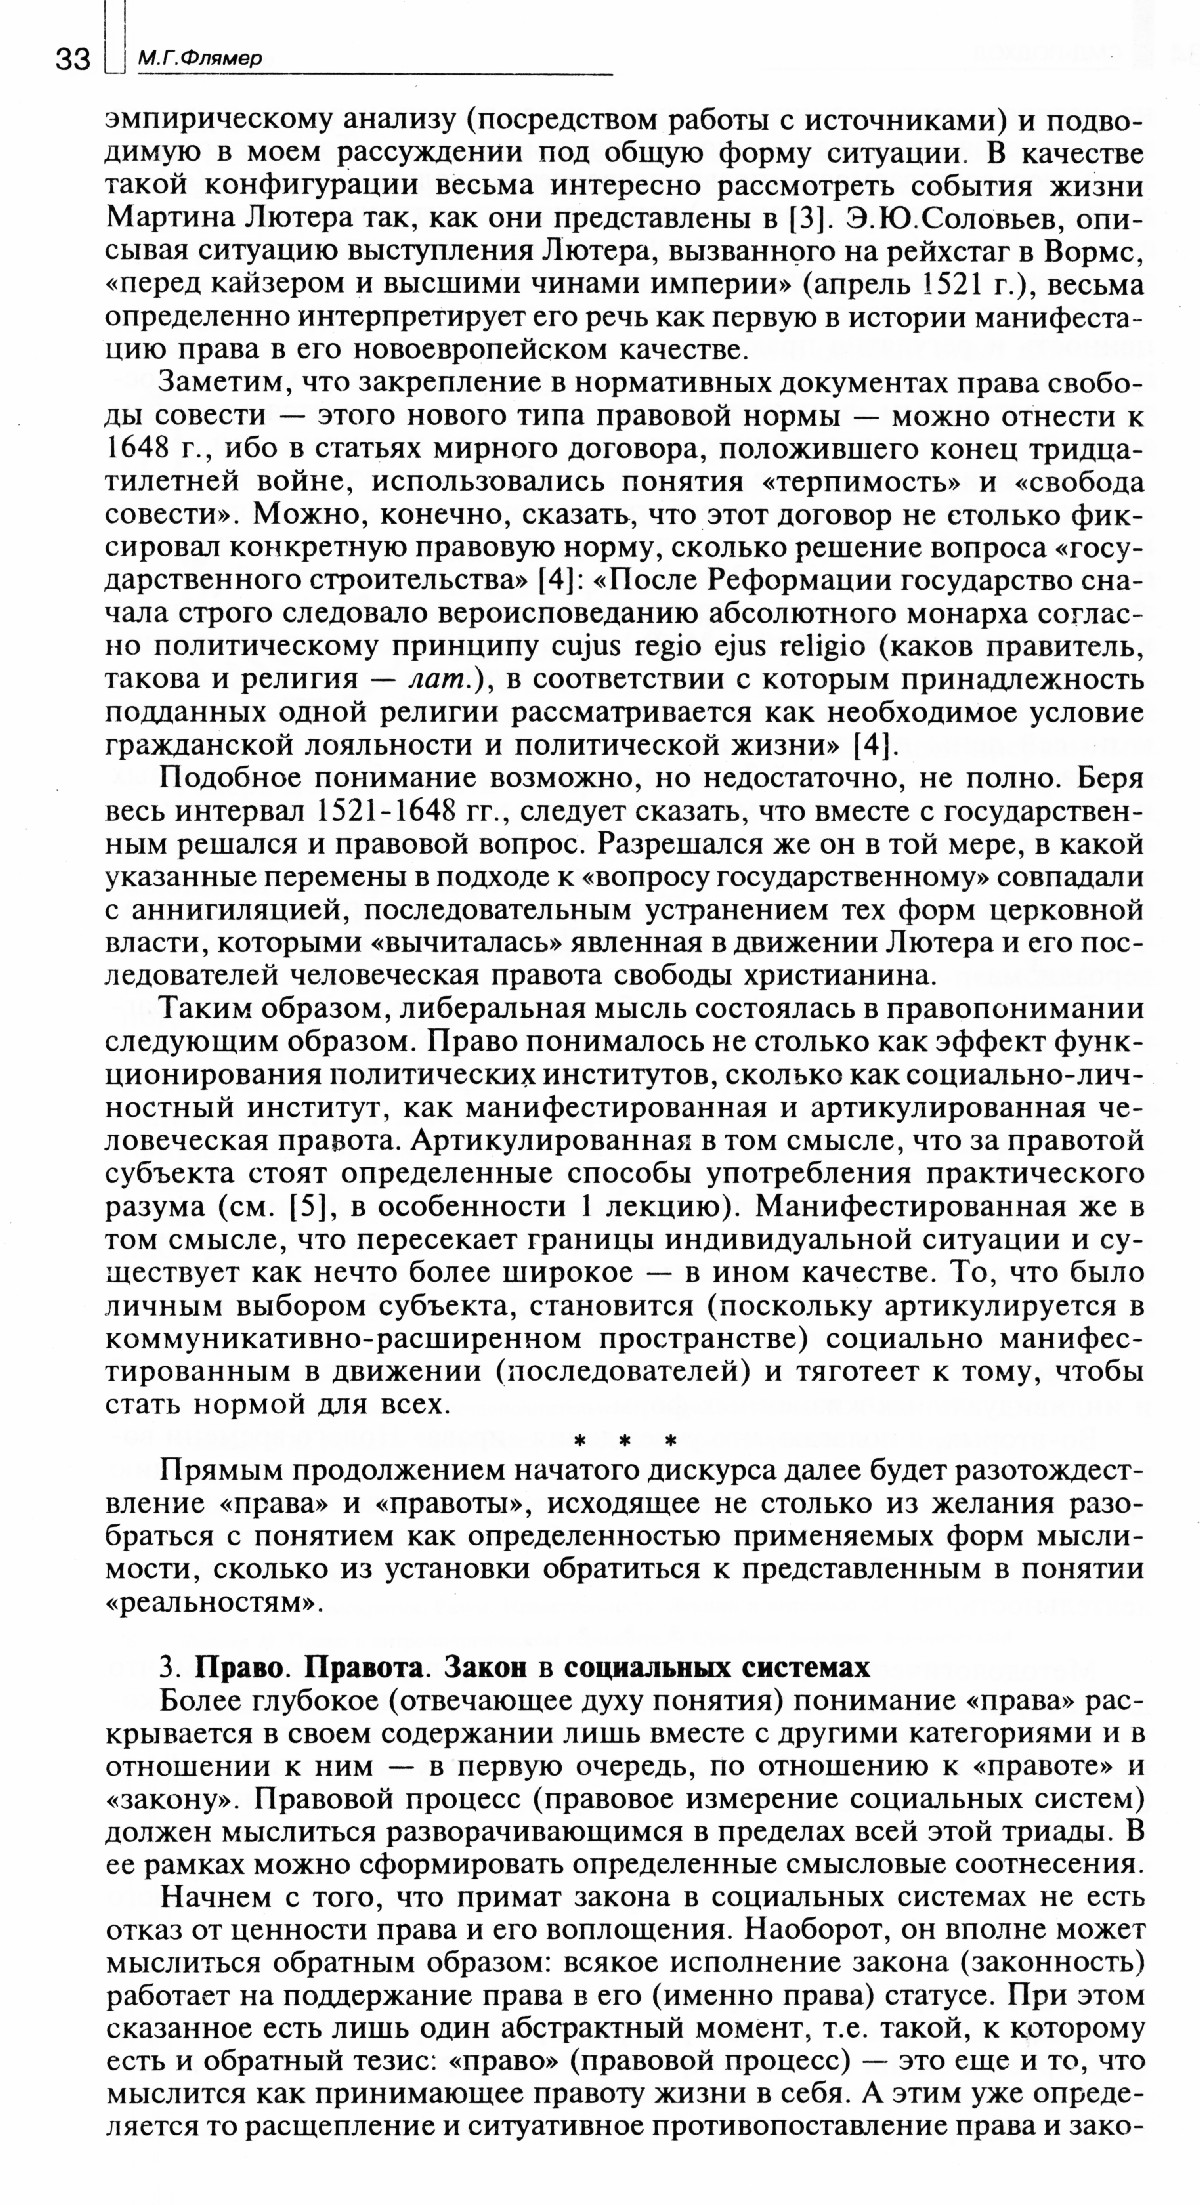 33 М.Г.Флямер
эмпирическому анализу (посредством работы с источниками) и подво-
димую в моем рассуждении под общую форму ситуации. В качестве
такой конфигурации весьма интересно рассмотреть события жизни
Мартина Лютера так, как они представлены в [3]. Э.Ю.Соловьев, опи-
сывая ситуацию выступления Лютера, вызванного на рейхстаг в Вормс,
«перед кайзером и высшими чинами империи» (апрель 1521 г.), весьма
определенно интерпретирует его речь как первую в истории манифеста-
цию права в его новоевропейском качестве.
Заметим, что закрепление в нормативных документах права свобо-
ды совести — этого нового типа правовой нормы — можно отнести к
1648 г., ибо в статьях мирного договора, положившего конец тридца-
тилетней войне, использовались понятия «терпимость» и «свобода
совести». Можно, конечно, сказать, что этот договор не столько фик-
сировал конкретную правовую норму, сколько решение вопроса «госу-
дарственного строительства» [4]: «После Реформации государство сна-
чала строго следовало вероисповеданию абсолютного монарха соглас-
но политическому принципу cujus regio ejus religio (каков правитель,
такова и религия — лат.), в соответствии с которым принадлежность
подданных одной религии рассматривается как необходимое условие
гражданской лояльности и политической жизни» [4].
Подобное понимание возможно, но недостаточно, не полно. Беря
весь интервал 1521-1648 гг., следует сказать, что вместе с государствен-
ным решался и правовой вопрос. Разрешался же он в той мере, в какой
указанные перемены в подходе к «вопросу государственному» совпадали
с аннигиляцией, последовательным устранением тех форм церковной
власти, которыми «вычиталась» явленная в движении Лютера и его пос-
ледователей человеческая правота свободы христианина.
Таким образом, либеральная мысль состоялась в правопонимании
следующим образом. Право понималось не столько как эффект функ-
ционирования политических институтов, сколько как социально-лич-
ностный институт, как манифестированная и артикулированная че-
ловеческая правота. Артикулированная в том смысле, что за правотой
субъекта стоят определенные способы употребления практического
разума (см. [5], в особенности 1 лекцию). Манифестированная же в
том смысле, что пересекает границы индивидуальной ситуации и су-
ществует как нечто более широкое — в ином качестве. То, что было
личным выбором субъекта, становится (поскольку артикулируется в
коммуникативно-расширенном пространстве) социально манифес-
тированным в движении (последователей) и тяготеет к тому, чтобы
стать нормой для всех.
* * *
Прямым продолжением начатого дискурса далее будет разотождест-
вление «права» и «правоты», исходящее не столько из желания разо-
браться с понятием как определенностью применяемых форм мысли-
мости, сколько из установки обратиться к представленным в понятии
«реальностям».
3. Право. Правота. Закон в социальных системах
Более глубокое (отвечающее духу понятия) понимание «права» рас-
крывается в своем содержании лишь вместе с другими категориями и в
отношении к ним — в первую очередь, по отношению к «правоте» и
«закону». Правовой процесс (правовое измерение социальных систем)
должен мыслиться разворачивающимся в пределах всей этой триады. В
ее рамках можно сформировать определенные смысловые соотнесения.
Начнем с того, что примат закона в социальных системах не есть
отказ от ценности права и его воплощения. Наоборот, он вполне может
мыслиться обратным образом: всякое исполнение закона (законность)
работает на поддержание права в его (именно права) статусе. При этом
сказанное есть лишь один абстрактный момент, т.е. такой, к которому
есть и обратный тезис: «право» (правовой процесс) — это еще и то, что
мыслится как принимающее правоту жизни в себя. А этим уже опреде-
ляется то расщепление и ситуативное противопоставление права и зако-